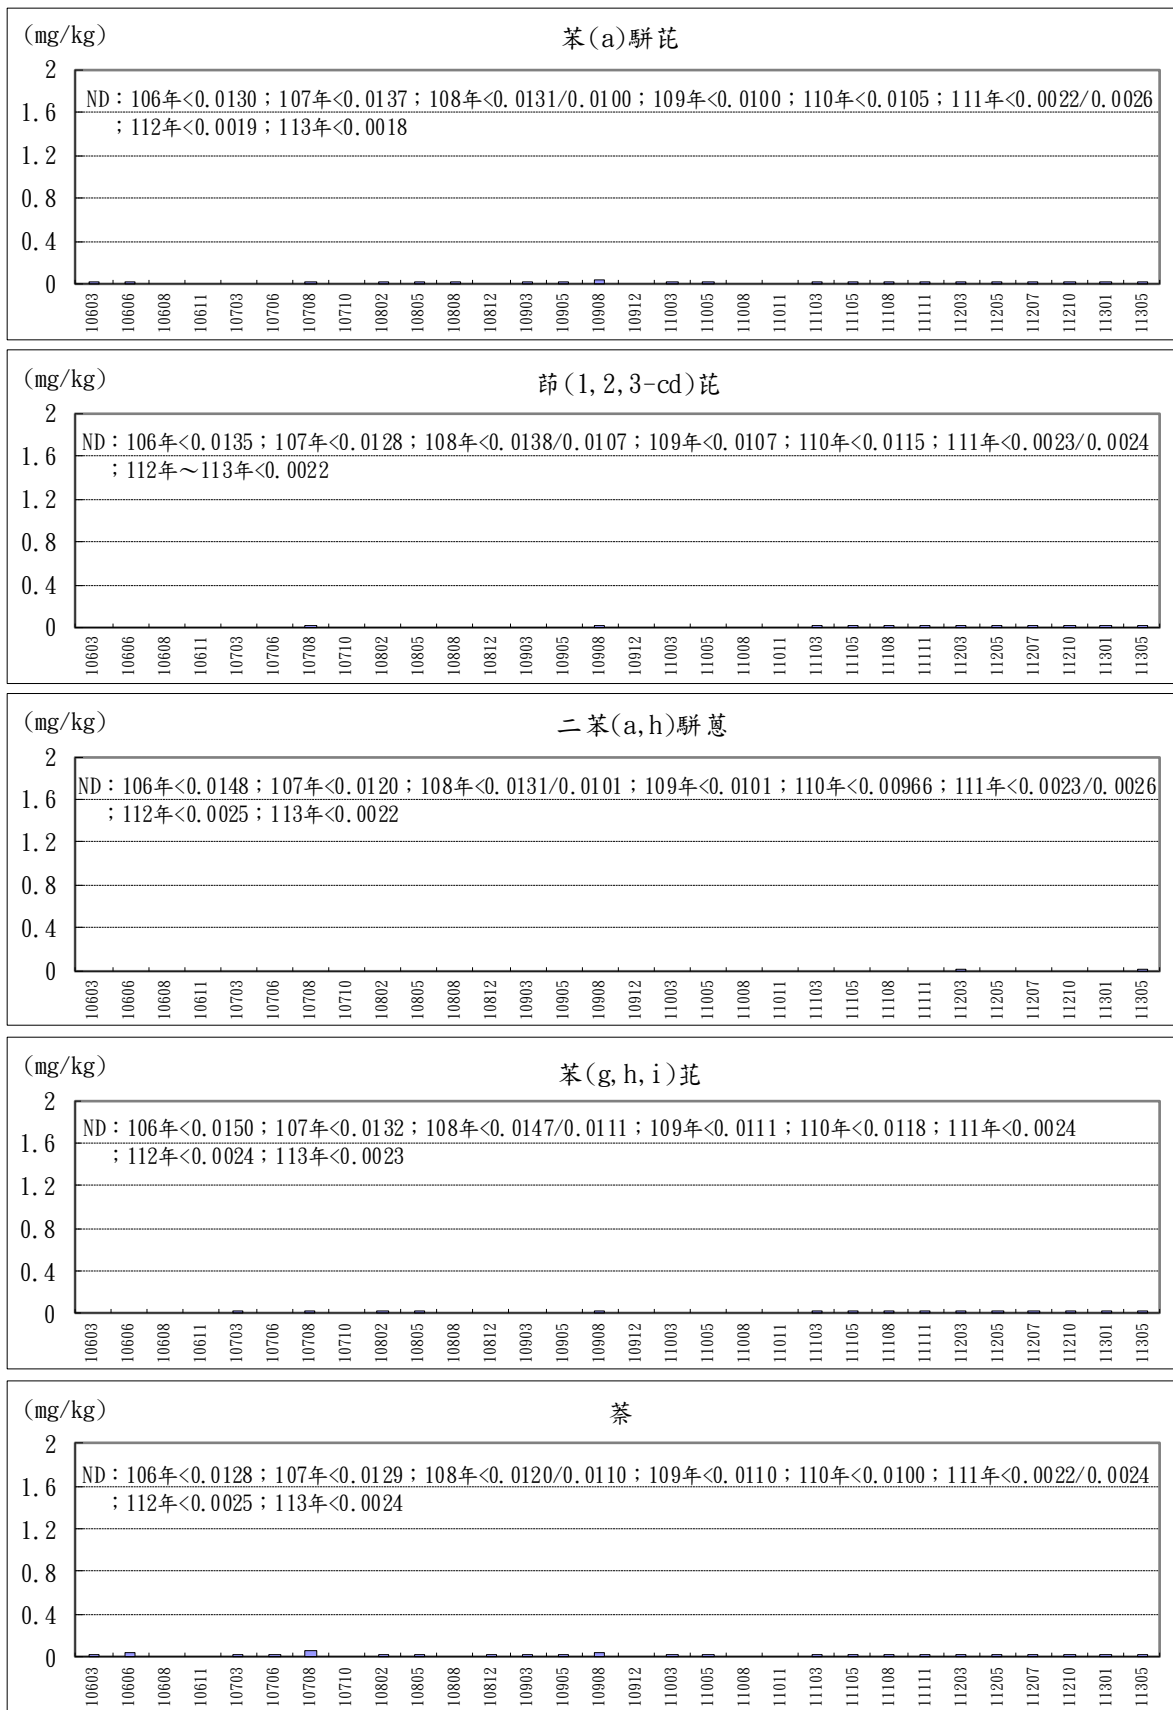 (mg/kg)
苯(a)駢芘
2
ND：106年<0.0130；107年<0.0137；108年<0.0131/0.0100；109年<0.0100；110年<0.0105；111年<0.0022/0.0026
1.6
；112年<0.0019；113年<0.0018
1.2
0.8
0.4
0
10603 10606 10608 10611 10703 10706 10708 10710 10802 10805 10808 10812 10903 10905 10908 10912 11003 11005 11008 11011 11103 11105 11108 11111 11203 11205 11207 11210 11301 11305
(mg/kg)
茚(1,2,3-cd)芘
2
ND：106年<0.0135；107年<0.0128；108年<0.0138/0.0107；109年<0.0107；110年<0.0115；111年<0.0023/0.0024
1.6
；112年～113年<0.0022
1.2
0.8
0.4
0
10603 10606 10608 10611 10703 10706 10708 10710 10802 10805 10808 10812 10903 10905 10908 10912 11003 11005 11008 11011 11103 11105 11108 11111 11203 11205 11207 11210 11301 11305
(mg/kg)
二苯(a,h)駢蒽
2
ND：106年<0.0148；107年<0.0120；108年<0.0131/0.0101；109年<0.0101；110年<0.00966；111年<0.0023/0.0026
1.6
；112年<0.0025；113年<0.0022
1.2
0.8
0.4
0
10603 10606 10608 10611 10703 10706 10708 10710 10802 10805 10808 10812 10903 10905 10908 10912 11003 11005 11008 11011 11103 11105 11108 11111 11203 11205 11207 11210 11301 11305
(mg/kg)
苯(g,h,i)苝
2
ND：106年<0.0150；107年<0.0132；108年<0.0147/0.0111；109年<0.0111；110年<0.0118；111年<0.0024
1.6
；112年<0.0024；113年<0.0023
1.2
0.8
0.4
0
10603 10606 10608 10611 10703 10706 10708 10710 10802 10805 10808 10812 10903 10905 10908 10912 11003 11005 11008 11011 11103 11105 11108 11111 11203 11205 11207 11210 11301 11305
(mg/kg)
萘
2
ND：106年<0.0128；107年<0.0129；108年<0.0120/0.0110；109年<0.0110；110年<0.0100；111年<0.0022/0.0024
1.6
；112年<0.0025；113年<0.0024
1.2
0.8
0.4
0
10603 10606 10608 10611 10703 10706 10708 10710 10802 10805 10808 10812 10903 10905 10908 10912 11003 11005 11008 11011 11103 11105 11108 11111 11203 11205 11207 11210 11301 11305